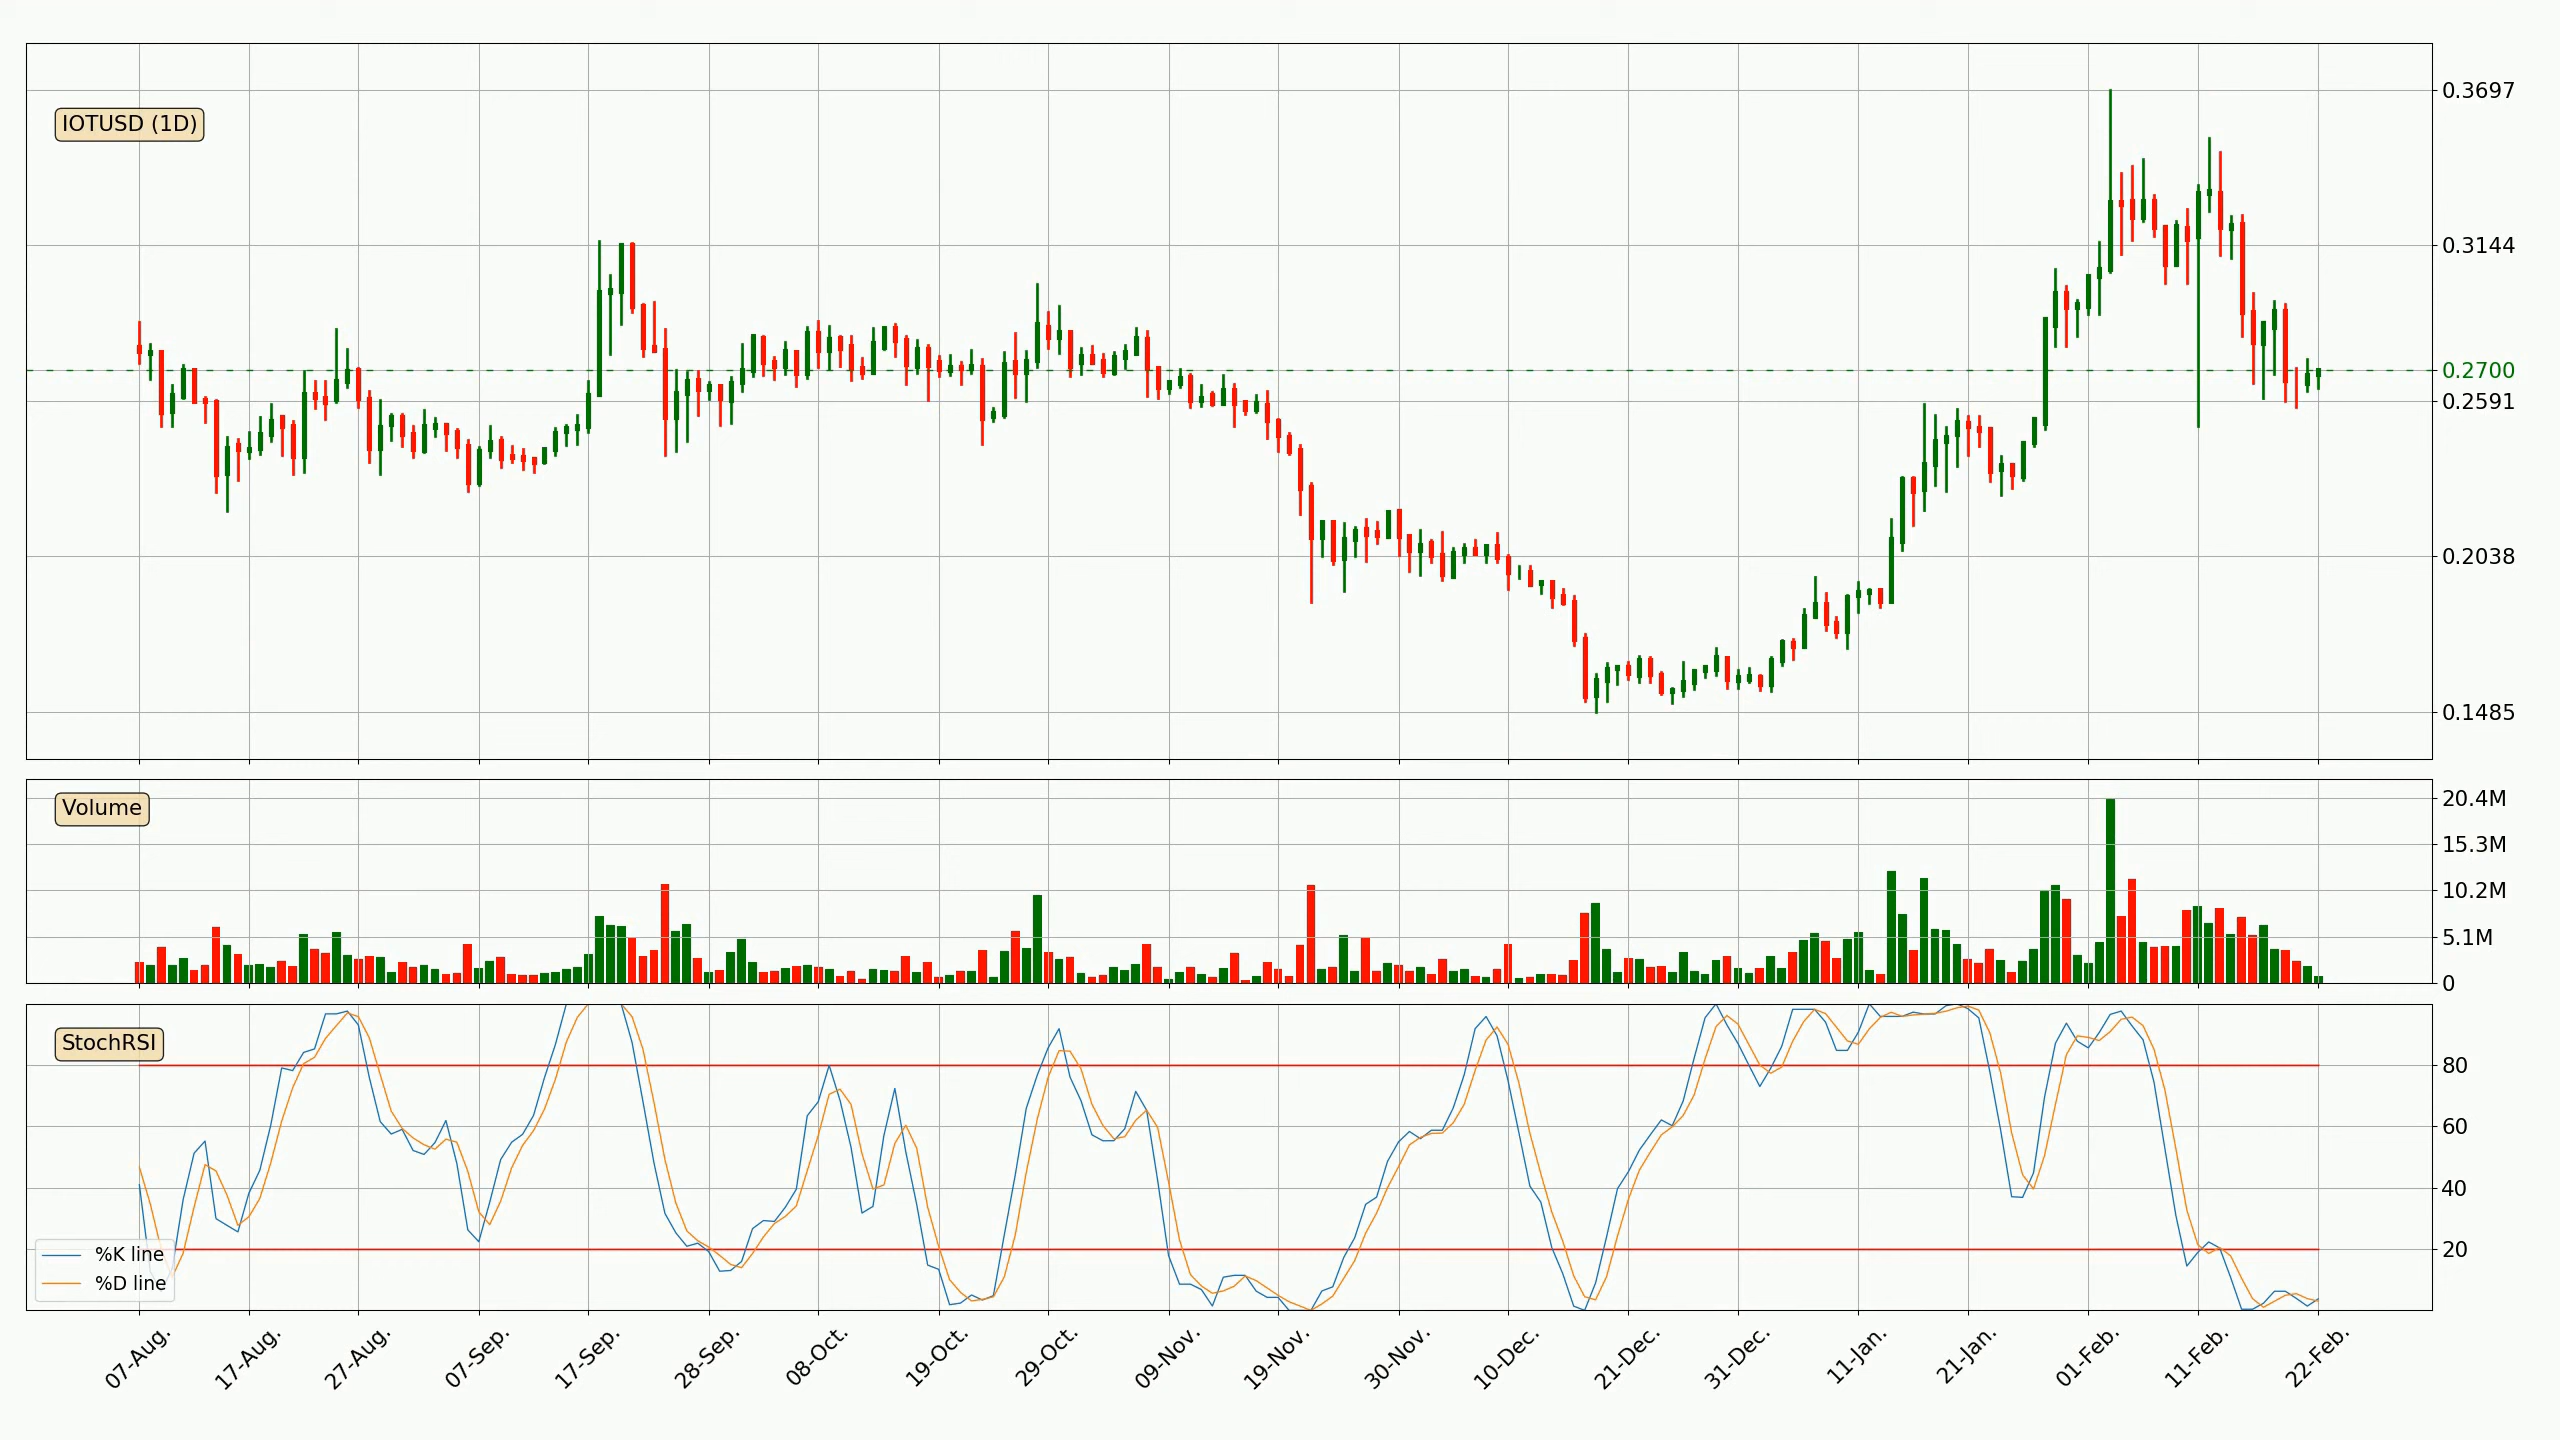 IOTUSD (1D)
0.3697
0.3144
0.2700
0.2591
0.2038
0.1485
Volume
20.4M
15.3M
10.2M
5.1M
0
StochRSI
80
60
40
20
%K line
%D line
07-Aug.
17-Aug.
27-Aug.
07-Sep.
17-Sep.
28-Sep.
08-Oct.
19-Oct.
29-Oct.
09-Nov.
19-Nov.
30-Nov.
10-Dec.
21-Dec.
31-Dec.
11-Jan.
21-Jan.
01-Feb.
11-Feb.
22-Feb.